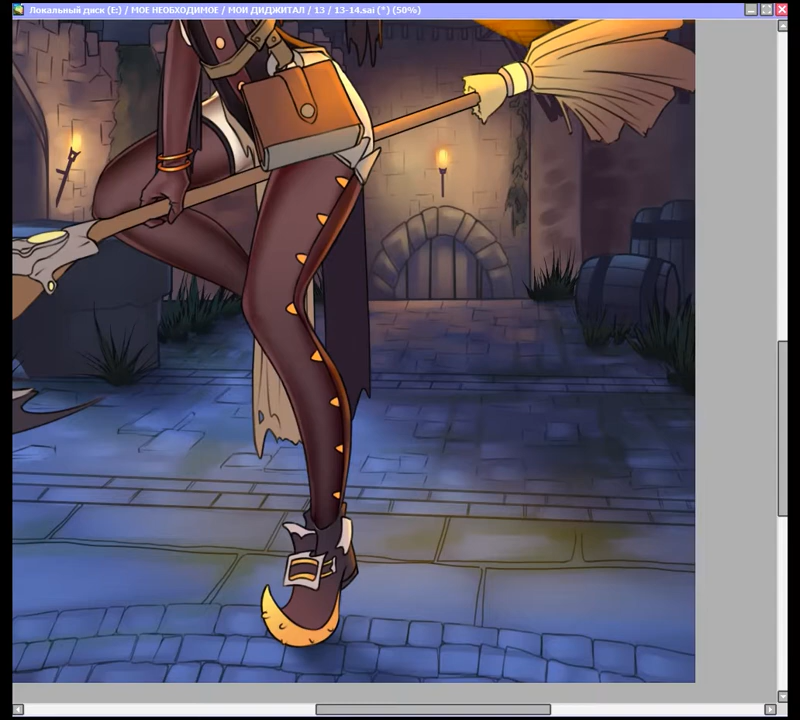 Локальный диск (E:) / МОЕ НЕОБХОДИМОЕ / МОИ ДИДЖИТАЛ / 13 / 13-14.sai (*) (50%)